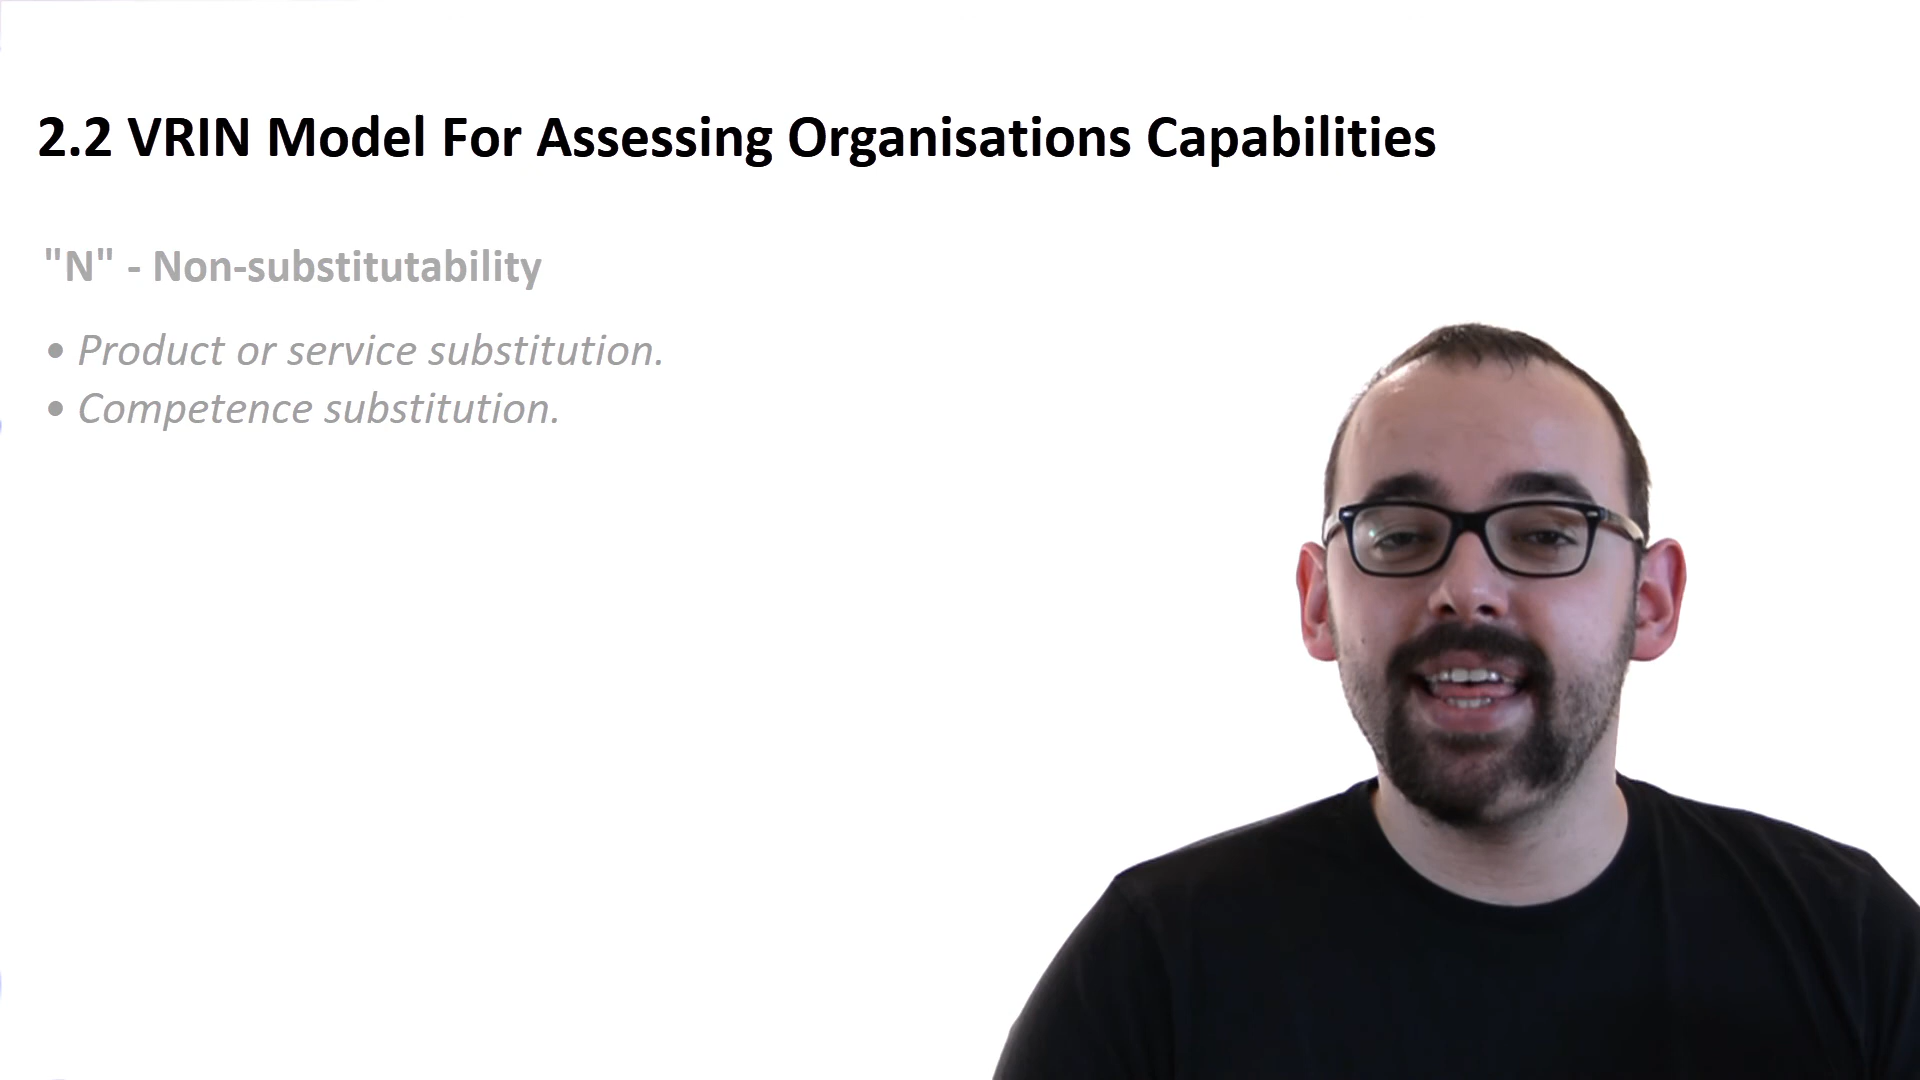 2.2 VRIN Model For Assessing Organisations Capabilities
"N" - Non-substitutability
• Product or service substitution.
• Competence substitution.